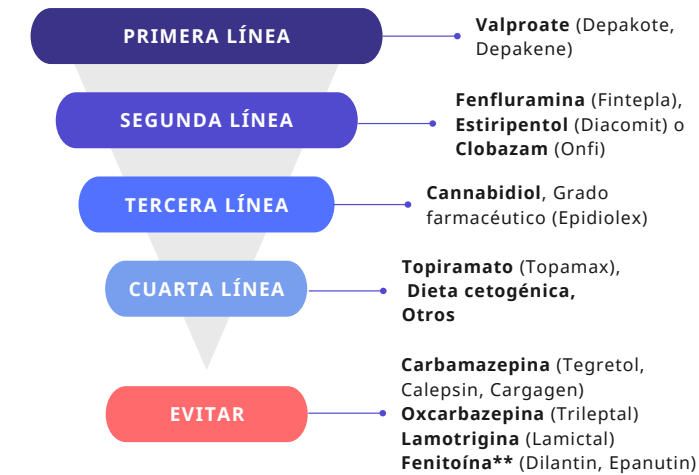 PRIMERA LÍNEA
Valproate (Depakote,
Depakene)
SEGUNDA LÍNEA
Fenfluramina (Fintepla),
Estiripentol (Diacomit) o
Clobazam (Onfi)
TERCERA LÍNEA
Cannabidiol, Grado
farmacéutico (Epidiolex)
CUARTA LÍNEA
Topiramato (Topamax),
Dieta cetogénica,
Otros
EVITAR
Carbamazepina (Tegretol,
Calepsin, Cargagen)
Oxcarbazepina (Trileptal)
Lamotrigina (Lamictal)
Fenitoína** (Dilantin, Epanutin)